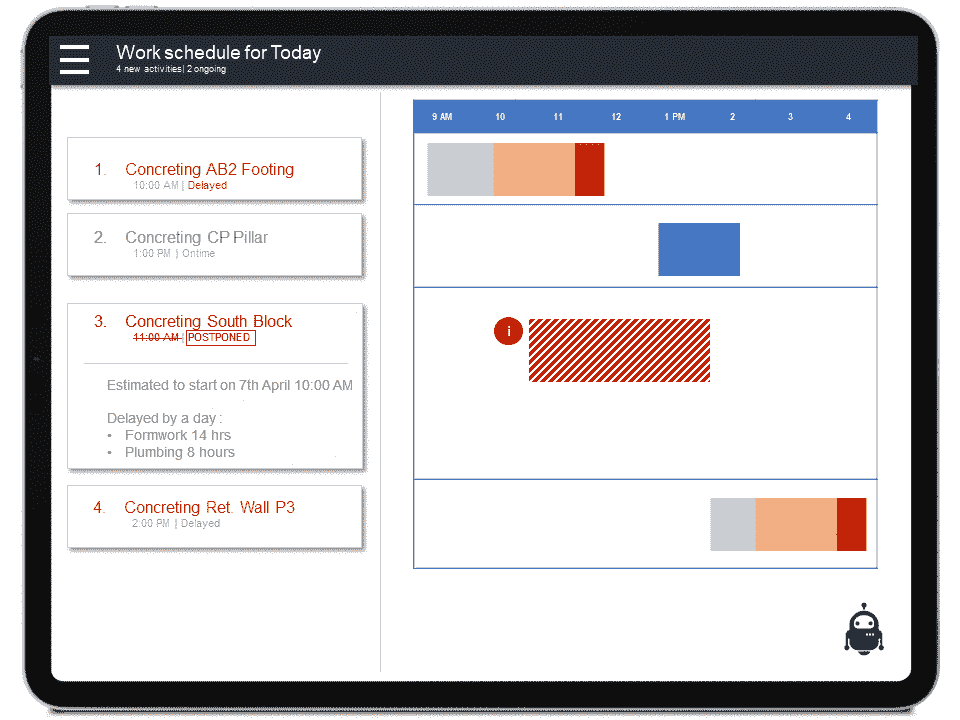 Work schedule for Today
4 new activities| 2 ongoing
9 AM 10 11 12 1 PM 2 3 4
1. Concreting AB2 Footing
10:00 AM | Delayed
2. Concreting CP Pillar
1:00 PM | Ontime
3. Concreting South Block
11:00 AM | POSTPONED
i
Estimated to start on 7th April 10:00 AM
Delayed by a day :
• Formwork 14 hrs
• Plumbing 8 hours
4. Concreting Ret. Wall P3
2:00 PM | Delayed